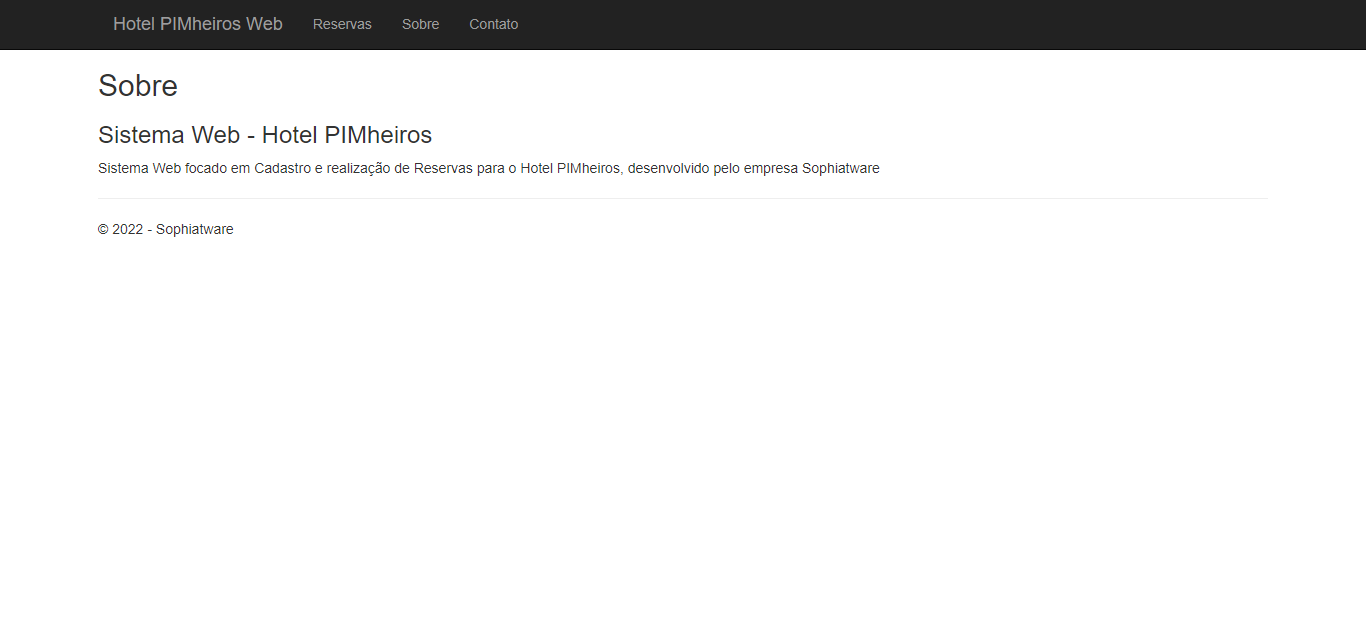 Hotel PIMheiros Web Reservas Sobre Contato
Sobre
Sistema Web - Hotel PIMheiros
Sistema Web focado em Cadastro e realização de Reservas para o Hotel PIMheiros, desenvolvido pelo empresa Sophiatware
© 2022 - Sophiatware